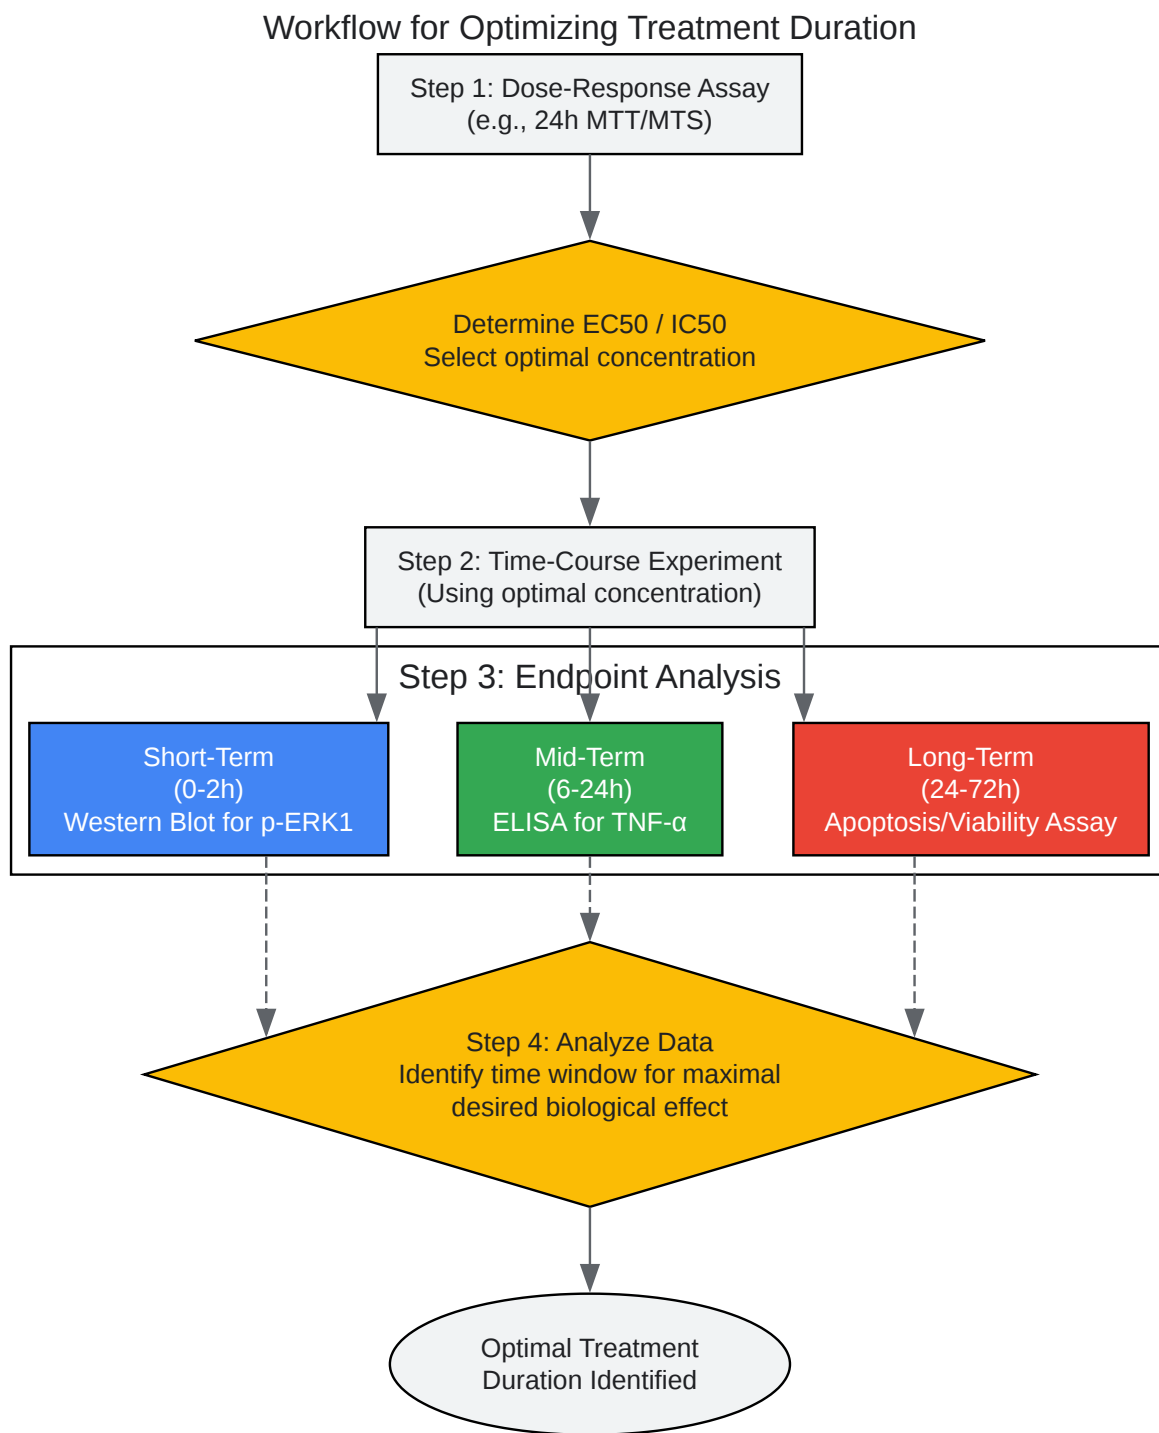 Workflow for Optimizing Treatment Duration
Step 1: Dose-Response Assay
(e.g., 24h MTT/MTS)
Determine EC50 / IC50
Select optimal concentration
Step 2: Time-Course Experiment
(Using optimal concentration)
Step 3: Endpoint Analysis
Short-Term
(0-2h)
Western Blot for p-ERK1
Mid-Term
(6-24h)
ELISA for TNF-α
Long-Term
(24-72h)
Apoptosis/Viability Assay
Step 4: Analyze Data
Identify time window for maximal
desired biological effect
Optimal Treatment
Duration Identified